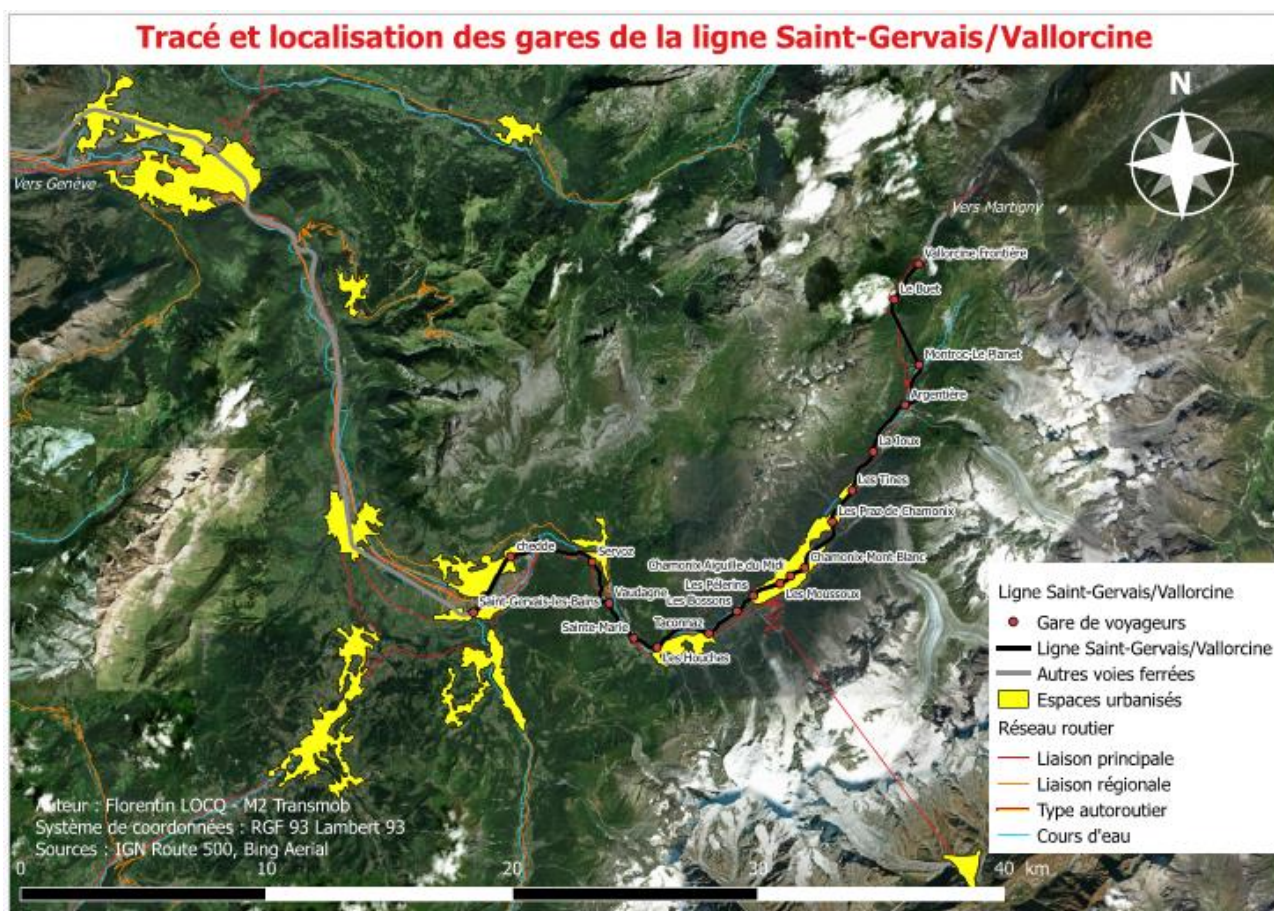 Tracé et localisation des gares de la ligne Saint-Gervais/Vallorcine
N
Vers Genève
Vers Martigny
Vallorcine Frontière
Le Buet
Montroc-Le Planet
Argentière
La Joux
Les Tines
Les Praz-de-Chamonix
chedde
Servoz
Chamonix Aiguille du Midi
Chamonix-Mont-Blanc
Les Pélerins
Les Moussoux
Saint-Gervais-les-Bains
Vaudagne
Les Bossons
Sainte-Marie
Taconnaz
Les Houches
Ligne Saint-Gervais/Vallorcine
Gare de voyageurs
Ligne Saint-Gervais/Vallorcine
Autres voies ferrées
Espaces urbanisés
Réseau routier
Liaison principale
Liaison régionale
Type autoroutier
Cours d'eau
Auteur : Florentin LOCQ - M2 Transmob
Système de coordonnées : RGF 93 Lambert 93
Sources : IGN Route 500, Bing Aerial
0 10 20 30 40 km